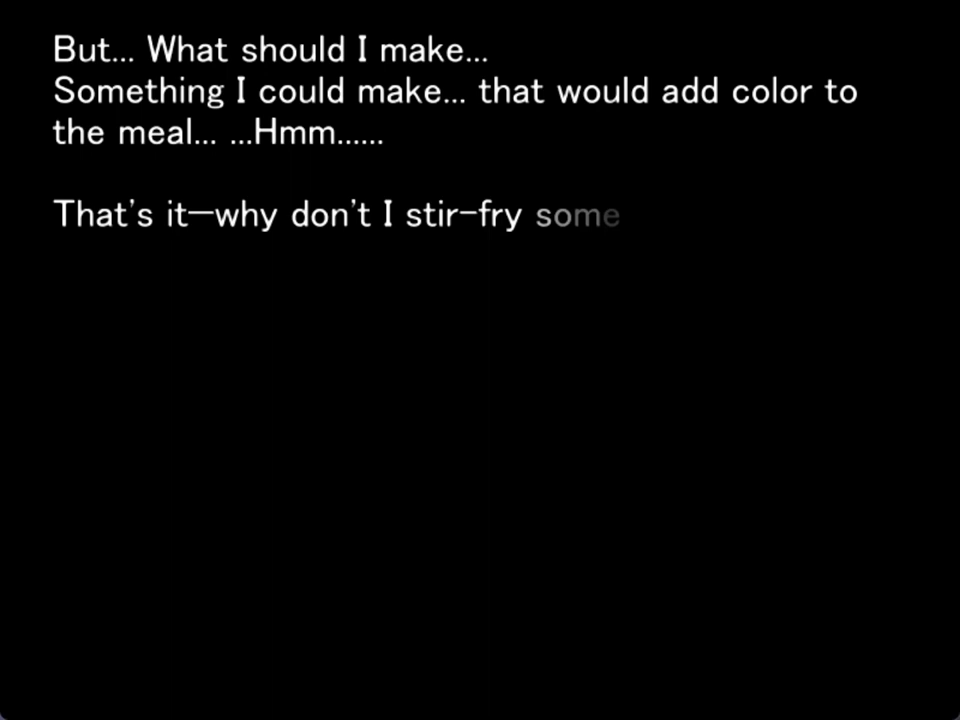 But... What should I make...
Something I could make... that would add color to
the meal... ...Hmm......
That's it—why don't I stir-fry some